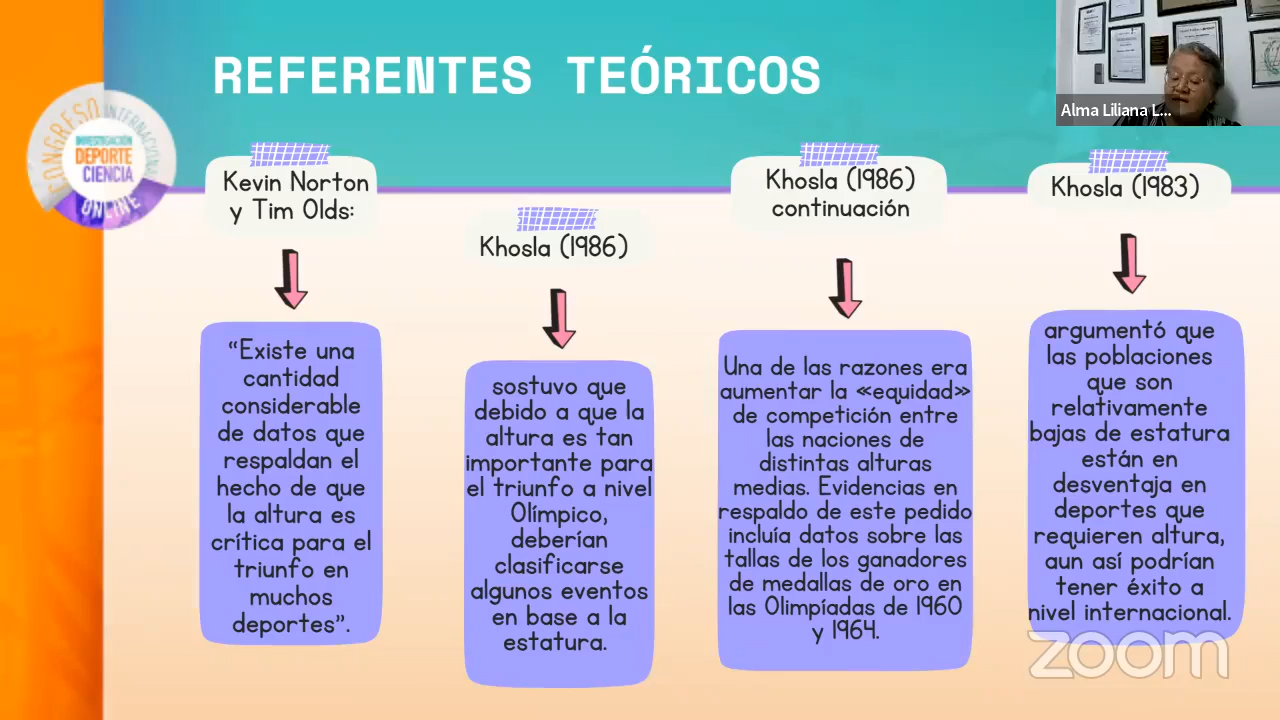 REFERENTES TEÓRICOS
Alma Liliana L...
CONGRESO INTERNACIONAL
INVESTIGACIÓN
DEPORTE
CIENCIA
ONLINE
Kevin Norton
y Tim Olds:
“Existe una
cantidad
considerable
de datos que
respaldan el
hecho de que
la altura es
crítica para el
triunfo en
muchos
deportes”.
Khosla (1986)
sostuvo que
debido a que la
altura es tan
importante para
el triunfo a nivel
Olímpico,
deberían
clasificarse
algunos eventos
en base a la
estatura.
Khosla (1986)
continuación
Una de las razones era
aumentar la «equidad»
de competición entre
las naciones de
distintas alturas
medias. Evidencias en
respaldo de este pedido
incluía datos sobre las
tallas de los ganadores
de medallas de oro en
las Olimpíadas de 1960
y 1964.
Khosla (1983)
argumentó que
las poblaciones
que son
relativamente
bajas de estatura
están en
desventaja en
deportes que
requieren altura,
aun así podrían
tener éxito a
nivel internacional.
zoom